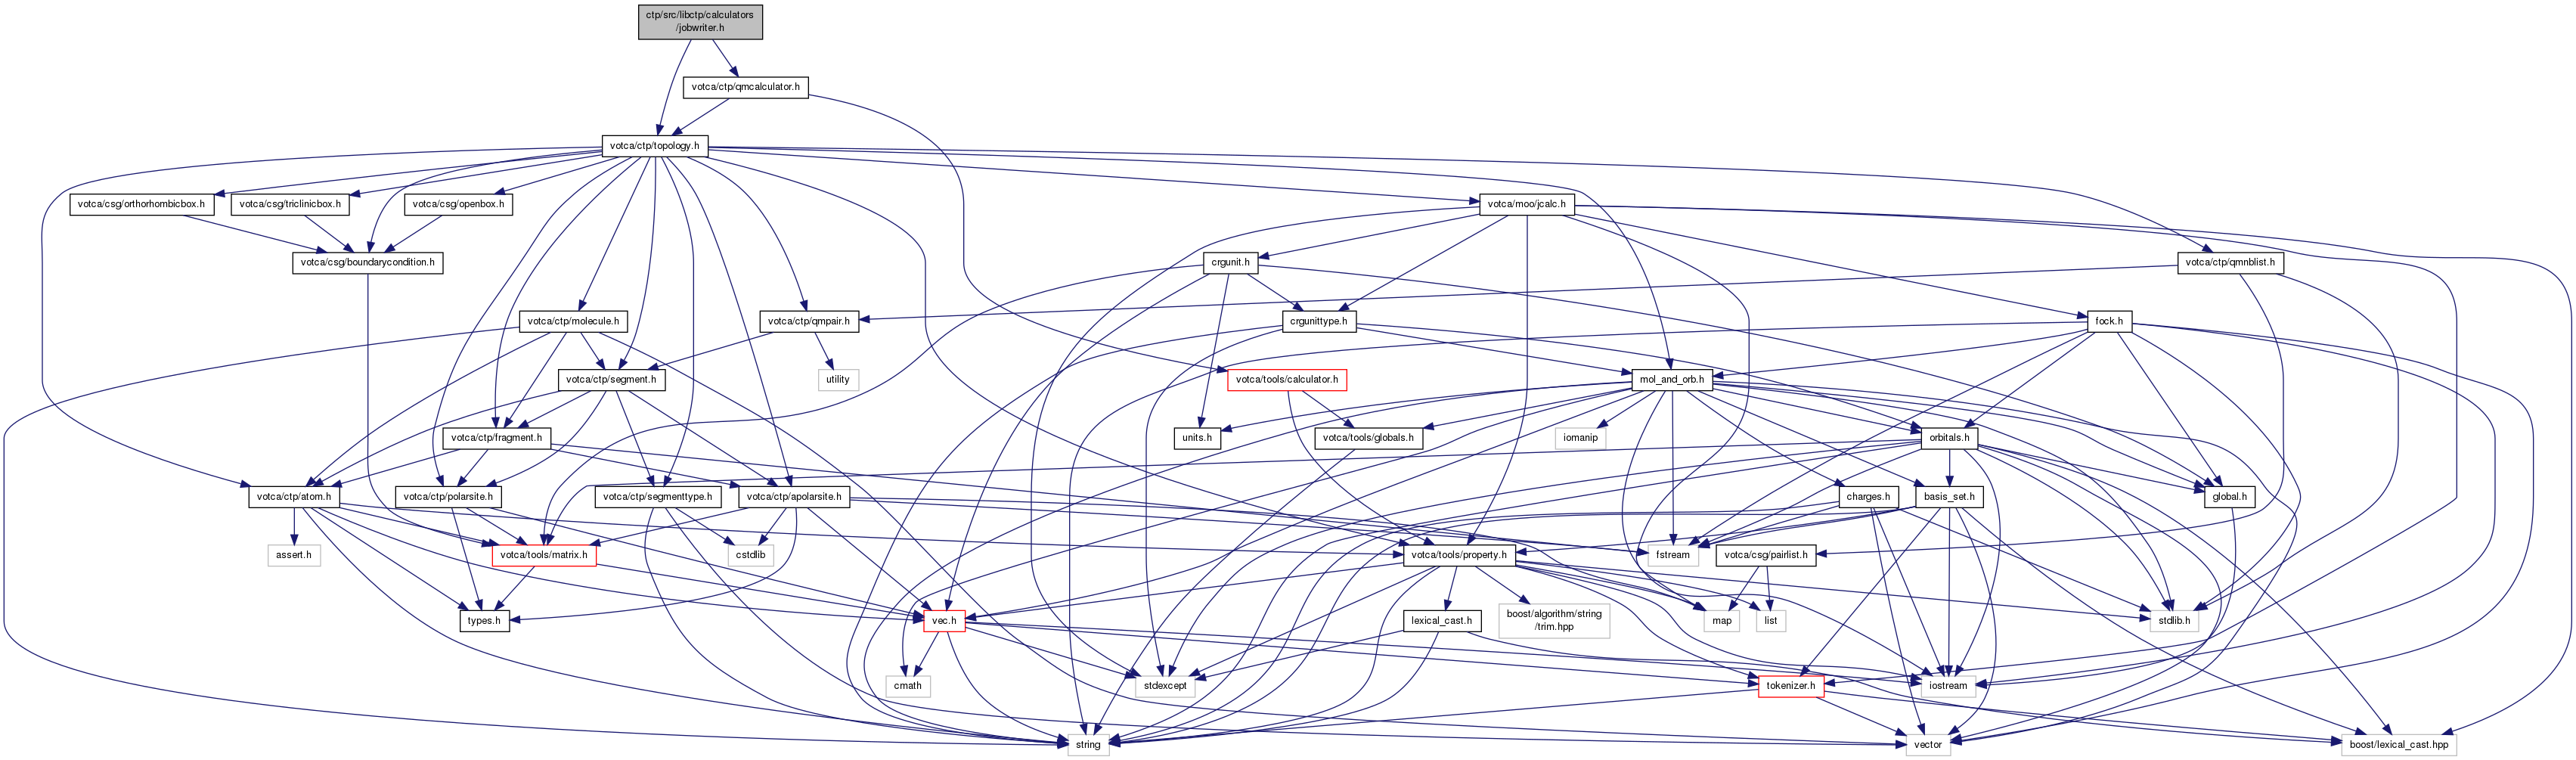 ctp/src/libctp/calculators
/jobwriter.h
votca/ctp/qmcalculator.h
votca/ctp/topology.h
votca/csg/orthorhombicbox.h
votca/csg/triclinicbox.h
votca/csg/openbox.h
votca/moo/jcalc.h
votca/csg/boundarycondition.h
crgunit.h
votca/ctp/qmnblist.h
votca/ctp/molecule.h
votca/ctp/qmpair.h
crgunittype.h
fock.h
votca/ctp/segment.h
utility
votca/tools/calculator.h
mol_and_orb.h
votca/ctp/fragment.h
units.h
votca/tools/globals.h
iomanip
orbitals.h
votca/ctp/atom.h
votca/ctp/polarsite.h
votca/ctp/segmenttype.h
votca/ctp/apolarsite.h
charges.h
basis_set.h
global.h
assert.h
votca/tools/matrix.h
cstdlib
votca/tools/property.h
fstream
votca/csg/pairlist.h
types.h
vec.h
lexical_cast.h
boost/algorithm/string
/trim.hpp
map
list
stdlib.h
cmath
stdexcept
tokenizer.h
iostream
string
vector
boost/lexical_cast.hpp